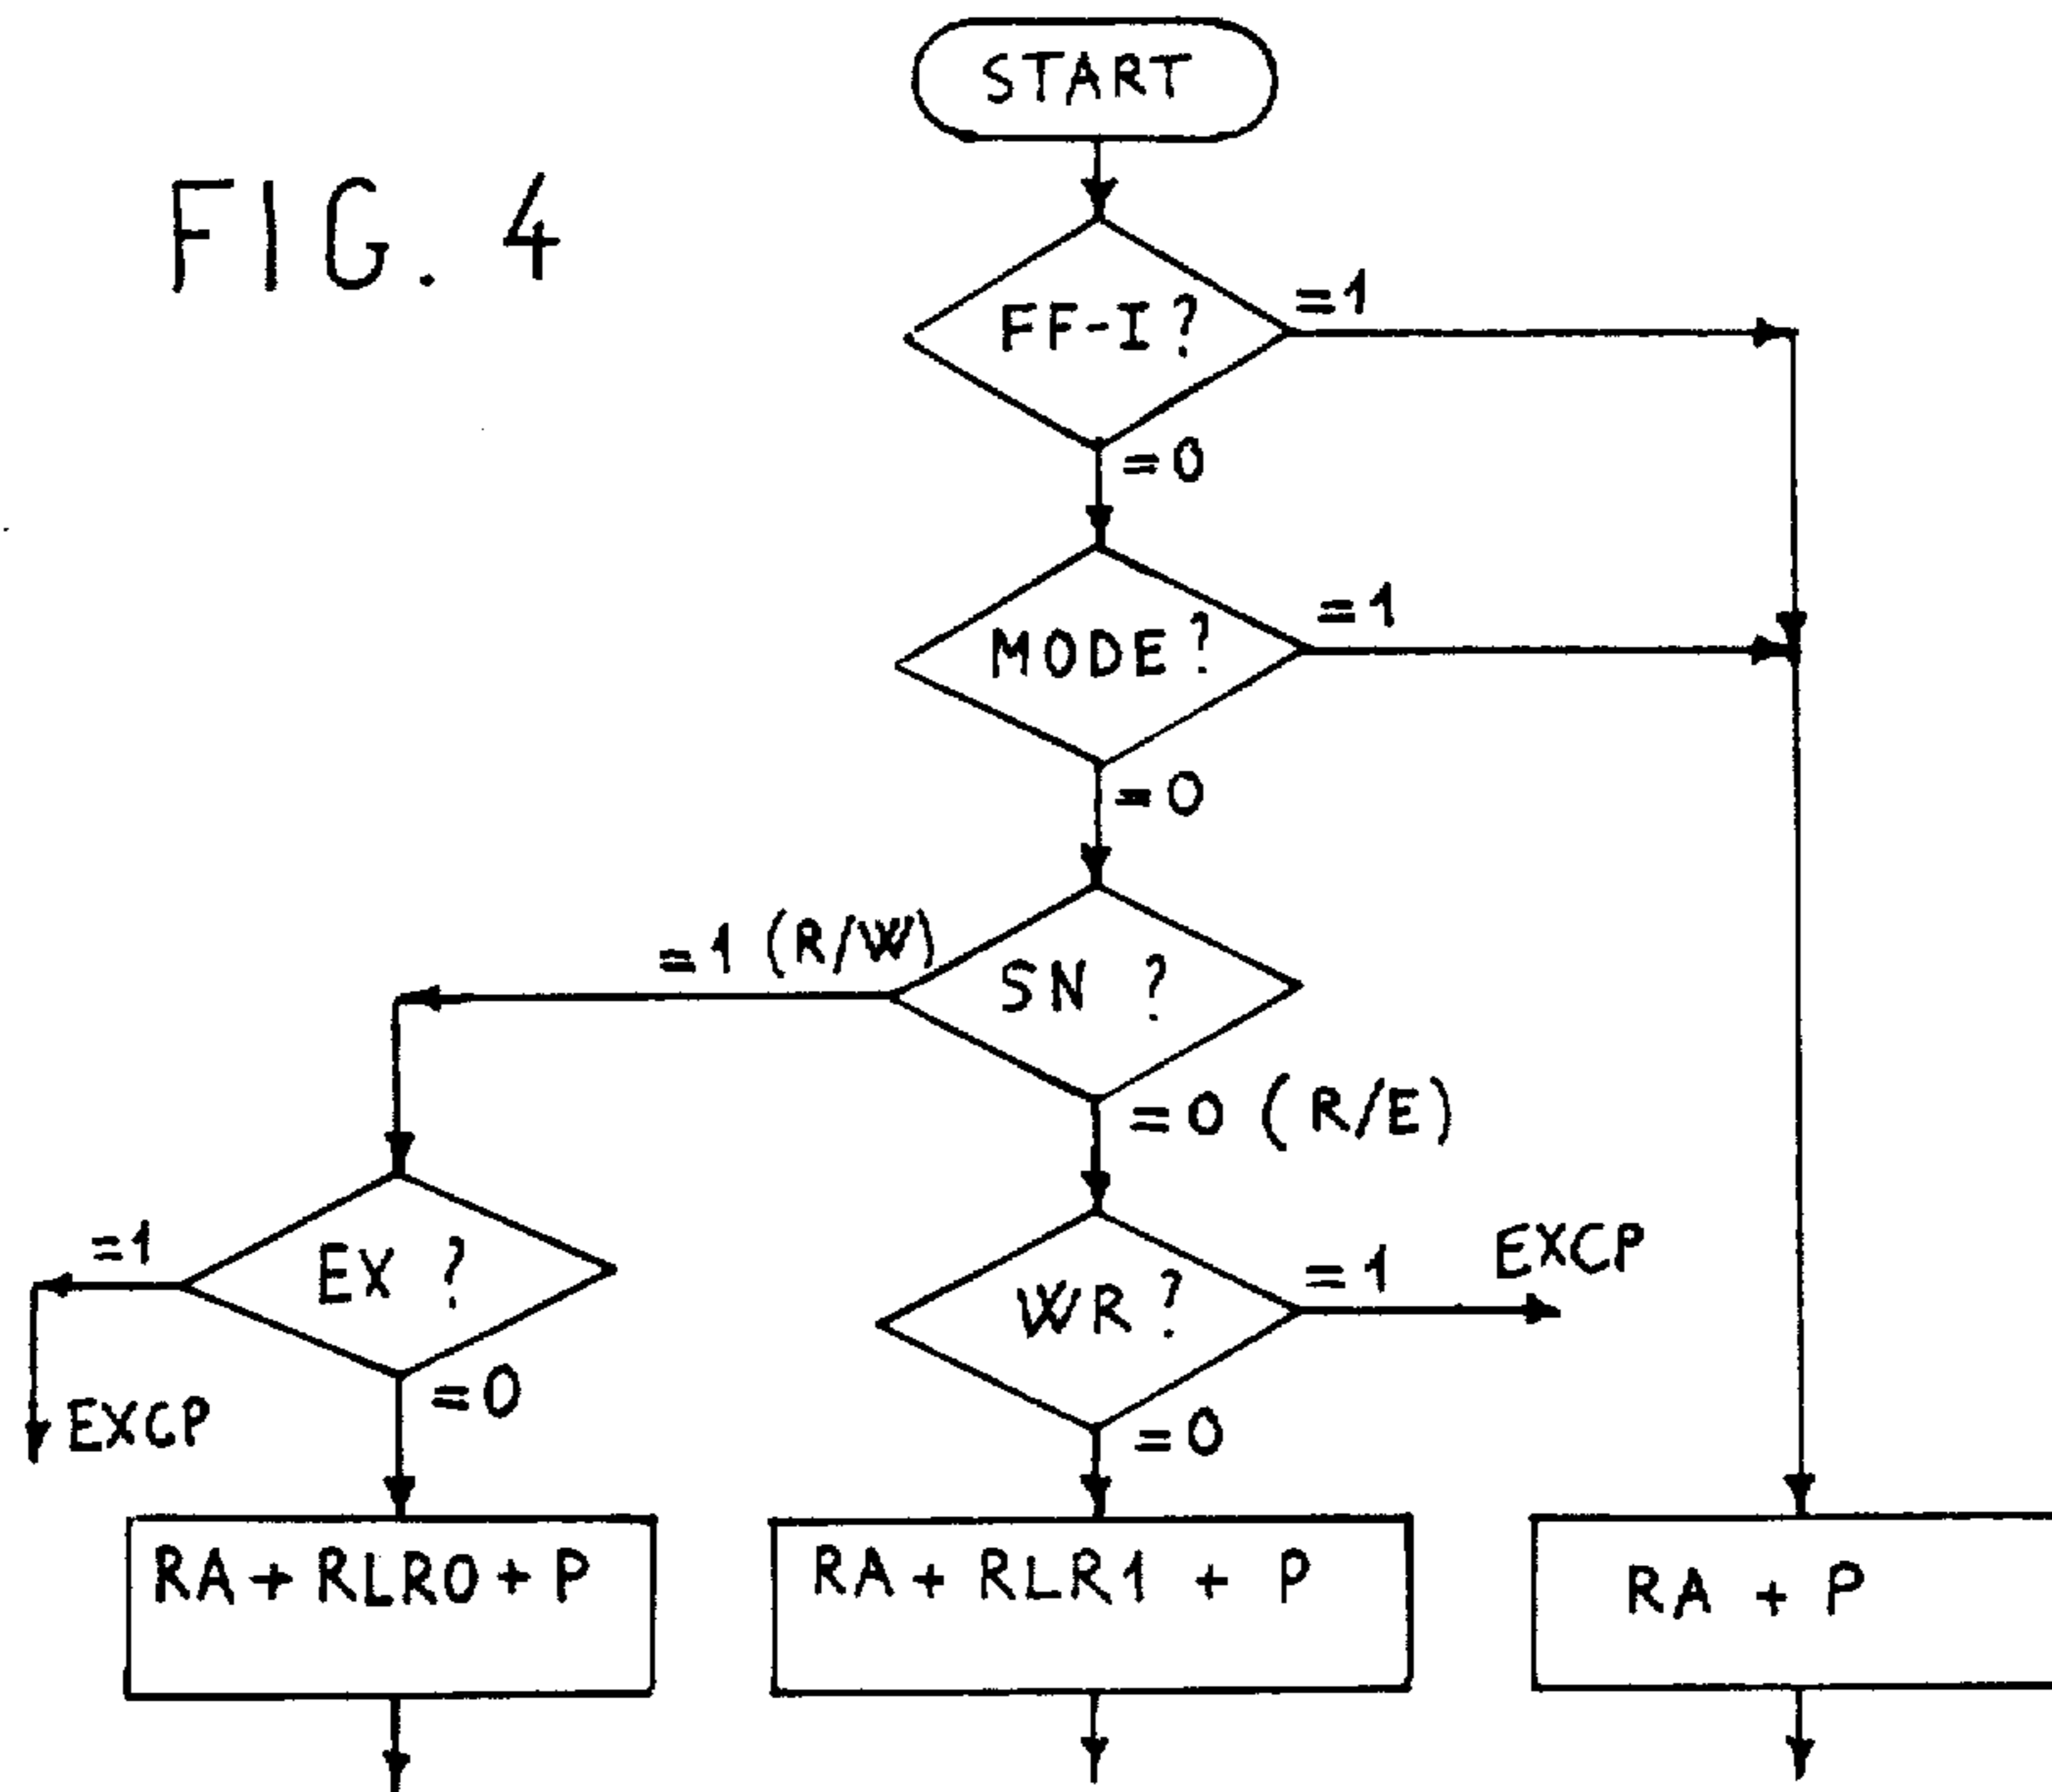 START
FIG. 4
FF-I?
=1
=0
MODE?
=1
=0
=1 (R/W)
SN ?
=0 (R/E)
=1
EX ?
=0
EXCP
WR?
=1
EXCP
=0
RA + RLR0 + P
RA + RLR1 + P
RA + P